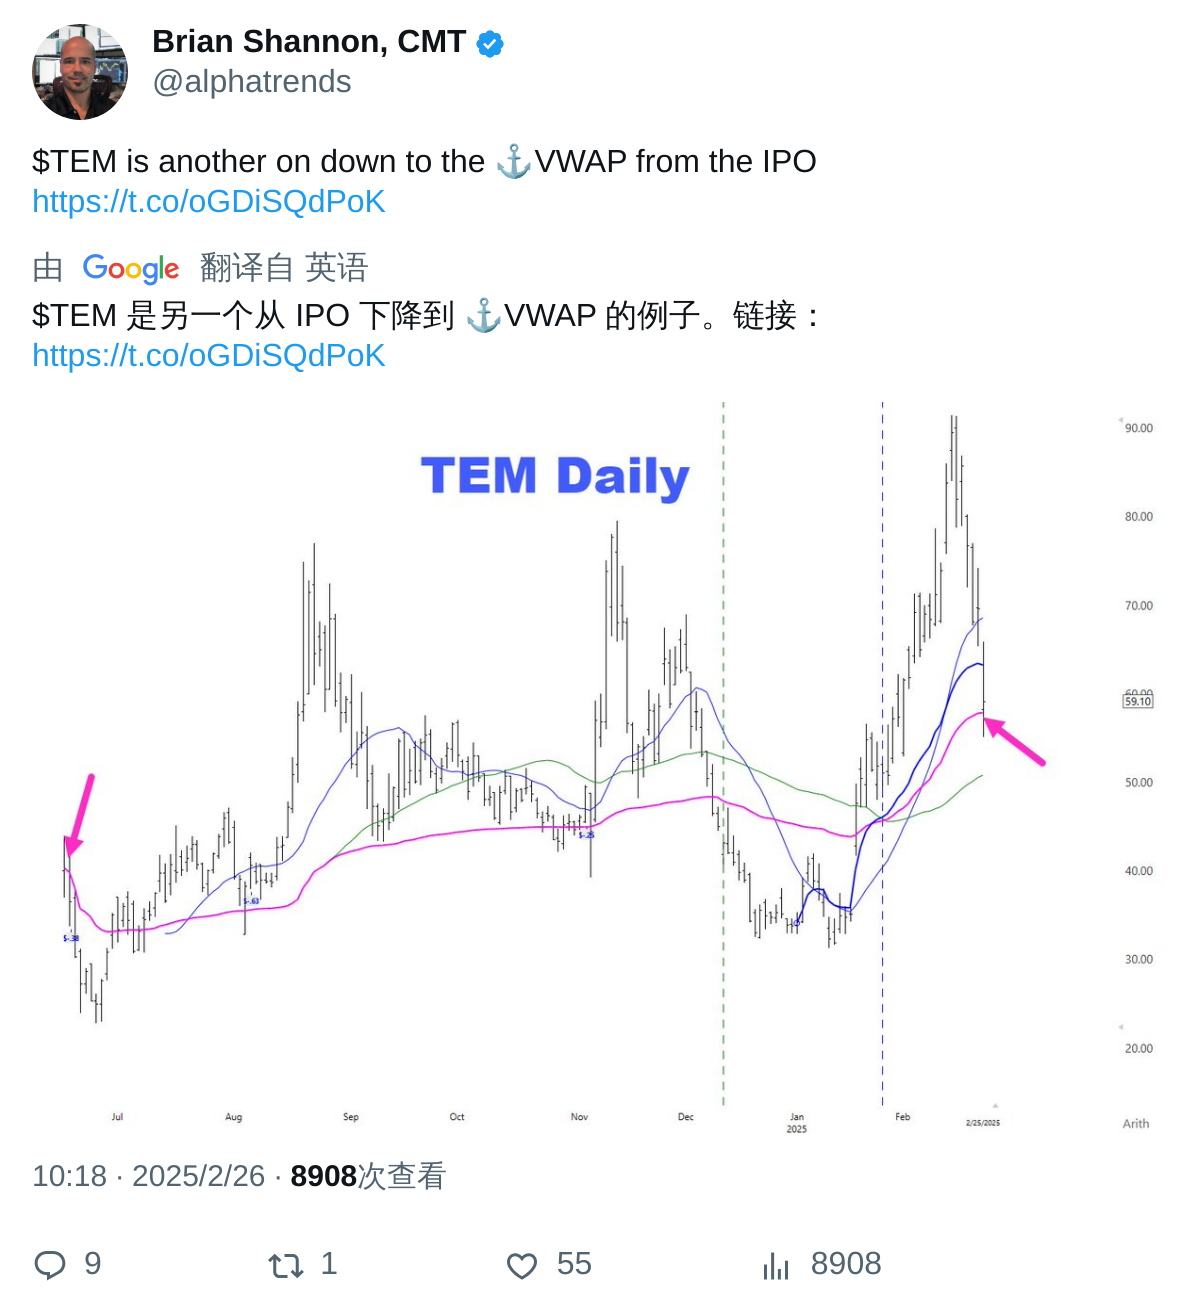 Brian Shannon, CMT
@alphatrends
$TEM is another on down to the ⚓VWAP from the IPO
https://t.co/oGDiSQdPoK
由 Google 翻译自 英语
$TEM 是另一个从 IPO 下降到 ⚓VWAP 的例子。链接：
https://t.co/oGDiSQdPoK
TEM Daily
90.00
80.00
70.00
60.00
59.10
50.00
40.00
30.00
20.00
$-.38
$-.63
$-.25
Jul Aug Sep Oct Nov Dec Jan Feb 2/25/2025
2025
Arith
10:18 · 2025/2/26 · 8908次查看
9 1 55 8908